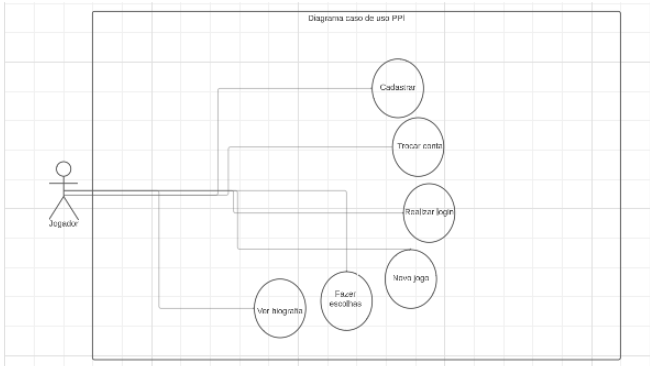 Diagrama caso de uso PPI
Cadastrar
Trocar conta
Realizar login
Jogador
Novo jogo
Fazer
escolhas
Ver biografia